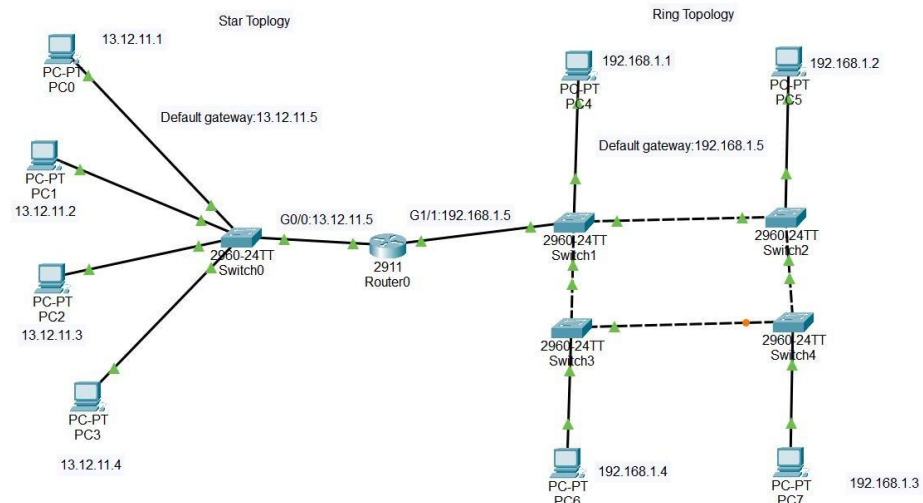 Star Toplogy
Ring Topology
13.12.11.1
PC-PT
PC0
Default gateway:13.12.11.5
PC-PT
PC1
13.12.11.2
PC-PT
PC2
13.12.11.3
PC-PT
PC3
13.12.11.4
2960-24TT
Switch0
G0/0:13.12.11.5
2911
Router0
G1/1:192.168.1.5
192.168.1.1
PC-PT
PC4
192.168.1.2
PC-PT
PC5
Default gateway:192.168.1.5
2960-24TT
Switch1
2960-24TT
Switch2
2960-24TT
Switch3
2960-24TT
Switch4
192.168.1.4
PC-PT
PC6
192.168.1.3
PC-PT
PC7